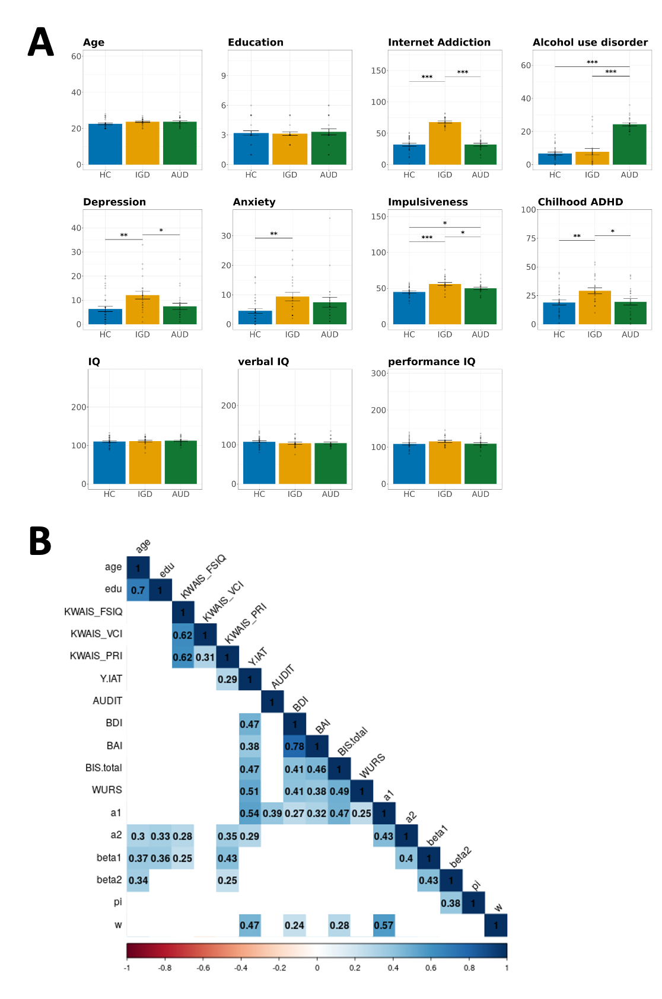 A
Age
60
40
20
0
HC IGD AUD
Education
9
6
3
0
HC IGD AUD
Internet Addiction
150
100
50
0
*** ***
HC IGD AUD
Alcohol use disorder
60
40
20
0
***
***
HC IGD AUD
Depression
40
30
20
10
0
** *
HC IGD AUD
Anxiety
30
20
10
0
**
HC IGD AUD
Impulsiveness
150
100
50
0
*
*** *
HC IGD AUD
Chilhood ADHD
100
75
50
25
0
** *
HC IGD AUD
IQ
200
100
0
HC IGD AUD
verbal IQ
200
100
0
HC IGD AUD
performance IQ
300
200
100
0
HC IGD AUD
B
age edu KWAIS_FSIQ KWAIS_VCI KWAIS_PRI Y.IAT AUDIT BDI BAI BIS.total WURS a1 a2 beta1 beta2 pi w
age 1
edu 0.7 1
KWAIS_FSIQ 1
KWAIS_VCI 0.62 1
KWAIS_PRI 0.62 0.31 1
Y.IAT 0.29 1
AUDIT 1
BDI 0.47 1
BAI 0.38 0.78 1
BIS.total 0.47 0.41 0.46 1
WURS 0.51 0.41 0.38 0.49 1
a1 0.54 0.39 0.27 0.32 0.47 0.25 1
a2 0.3 0.33 0.28 0.35 0.29 0.43 1
beta1 0.37 0.36 0.25 0.43 0.4 1
beta2 0.34 0.25 0.43 1
pi 0.38 1
w 0.47 0.24 0.28 0.57 1
-1 -0.8 -0.6 -0.4 -0.2 0 0.2 0.4 0.6 0.8 1